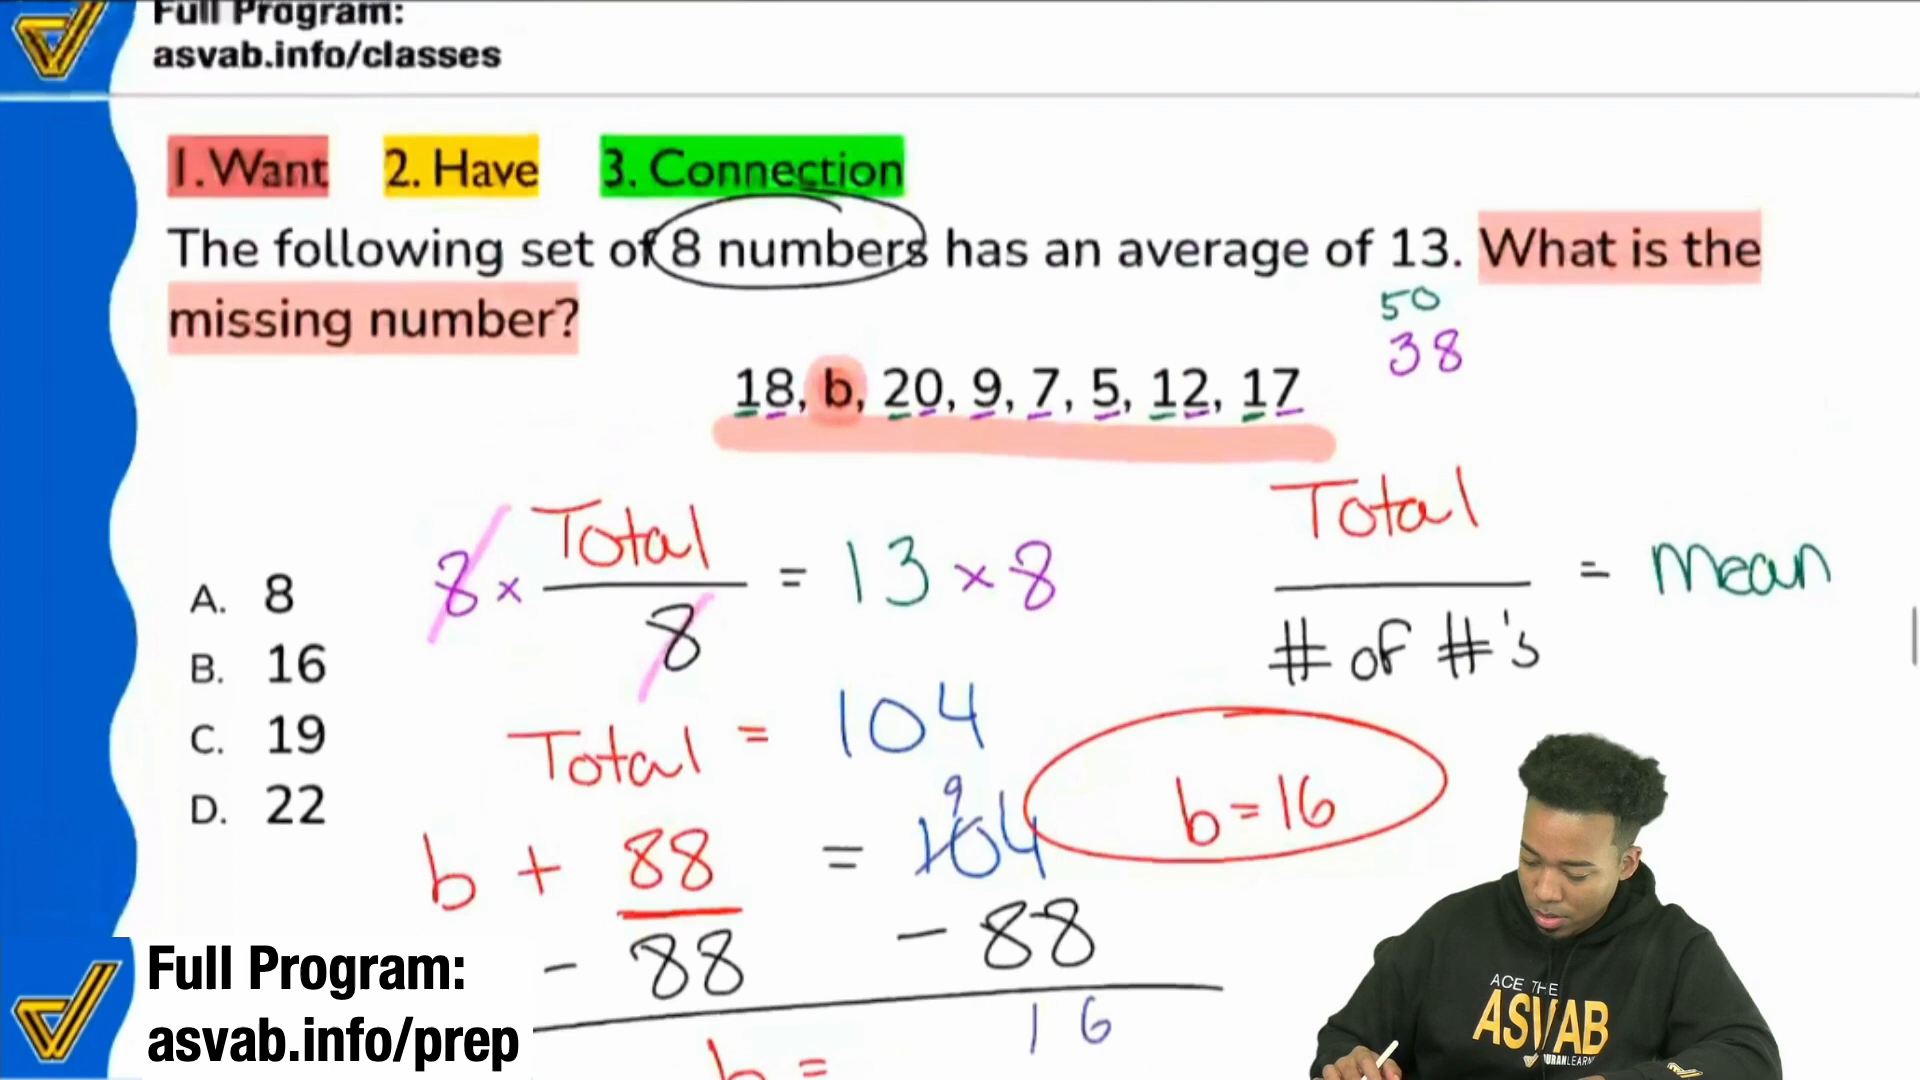 Full Program:
asvab.info/classes
1. Want 2. Have 3. Connection
The following set of 8 numbers has an average of 13. What is the
missing number?
50
38
18, b, 20, 9, 7, 5, 12, 17
8 × Total / 8 = 13 × 8
Total / # of #'s = mean
A. 8
B. 16
C. 19
D. 22
Total = 104
9
b + 88 = 104
b = 16
- 88 - 88
b = 16
Full Program:
asvab.info/prep
ACE THE
ASVAB